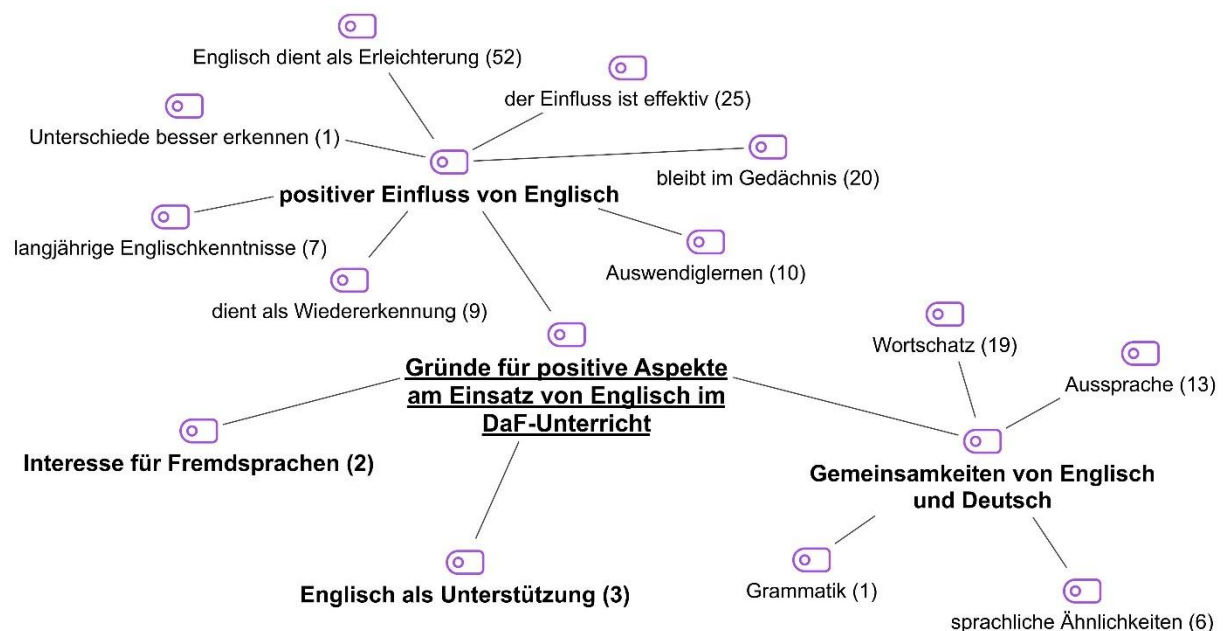 Englisch dient als Erleichterung (52)
der Einfluss ist effektiv (25)
Unterschiede besser erkennen (1)
bleibt im Gedächnis (20)
positiver Einfluss von Englisch
langjährige Englischkenntnisse (7)
Auswendiglernen (10)
dient als Wiedererkennung (9)
Gründe für positive Aspekte
am Einsatz von Englisch im
DaF-Unterricht
Wortschatz (19)
Aussprache (13)
Interesse für Fremdsprachen (2)
Gemeinsamkeiten von Englisch
und Deutsch
Englisch als Unterstützung (3)
Grammatik (1)
sprachliche Ähnlichkeiten (6)